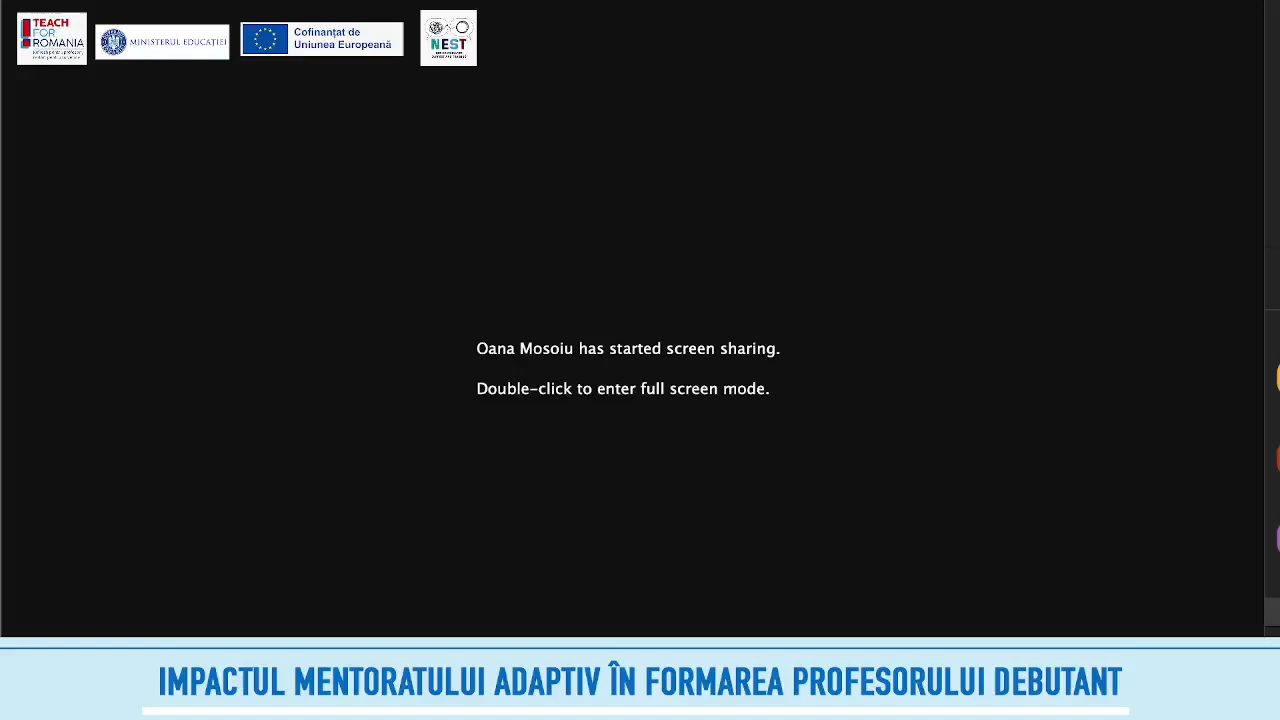 TEACH
FOR
ROMANIA
MINISTERUL EDUCAȚIEI
Cofinanțat de
Uniunea Europeană
NEST
Oana Mosoiu has started screen sharing.
Double-click to enter full screen mode.
IMPACTUL MENTORATULUI ADAPTIV ÎN FORMAREA PROFESORULUI DEBUTANT